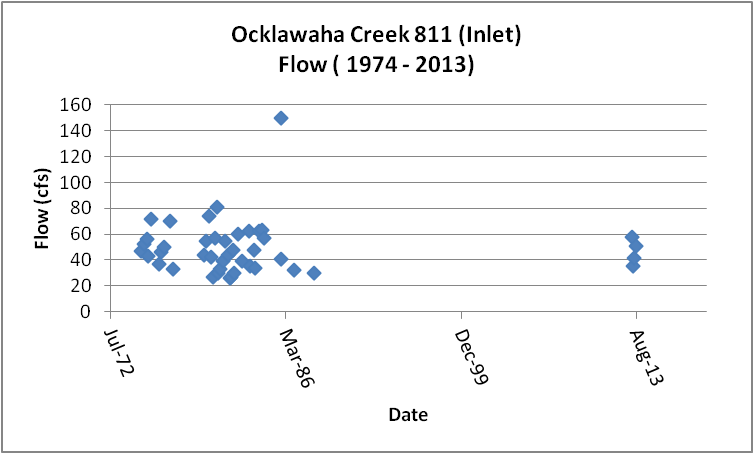 Ocklawaha Creek 811 (Inlet)
Flow ( 1974 - 2013)
160
140
120
100
80
60
40
20
0
Flow (cfs)
Jul-72
Mar-86
Dec-99
Aug-13
Date